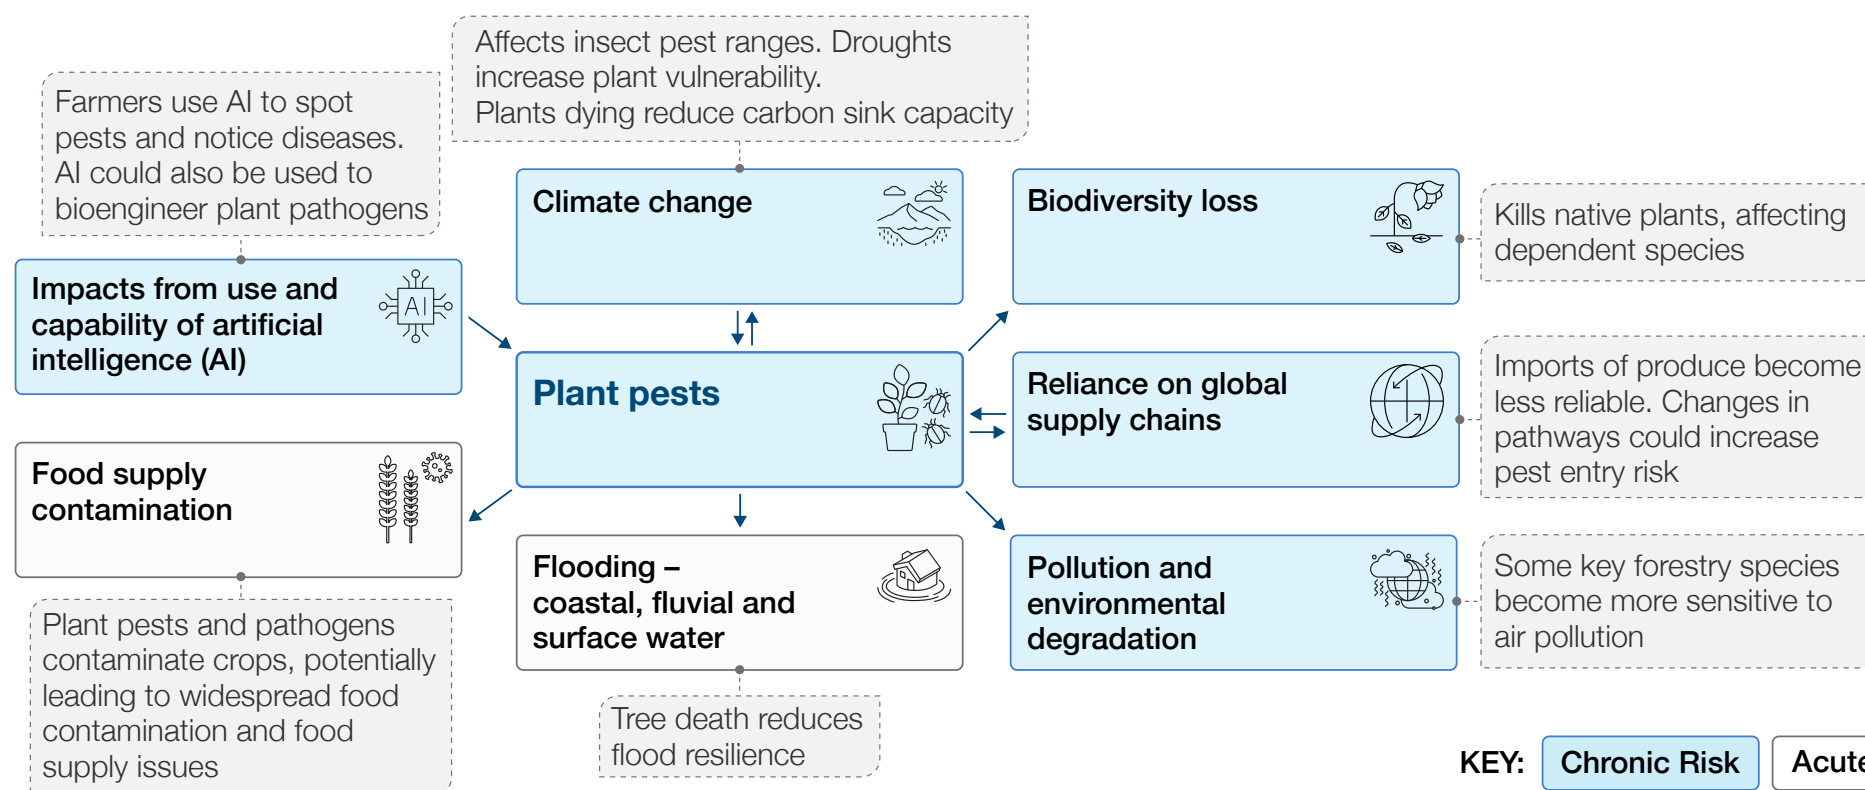 Affects insect pest ranges. Droughts
increase plant vulnerability.
Plants dying reduce carbon sink capacity
Farmers use AI to spot
pests and notice diseases.
AI could also be used to
bioengineer plant pathogens
Climate change
Biodiversity loss
Kills native plants, affecting
dependent species
Impacts from use and
capability of artificial
intelligence (AI)
AI
Plant pests
Reliance on global
supply chains
Imports of produce become
less reliable. Changes in
pathways could increase
pest entry risk
Food supply
contamination
Flooding –
coastal, fluvial and
surface water
Pollution and
environmental
degradation
Some key forestry species
become more sensitive to
air pollution
Plant pests and pathogens
contaminate crops, potentially
leading to widespread food
contamination and food
supply issues
Tree death reduces
flood resilience
KEY:
Chronic Risk
Acute